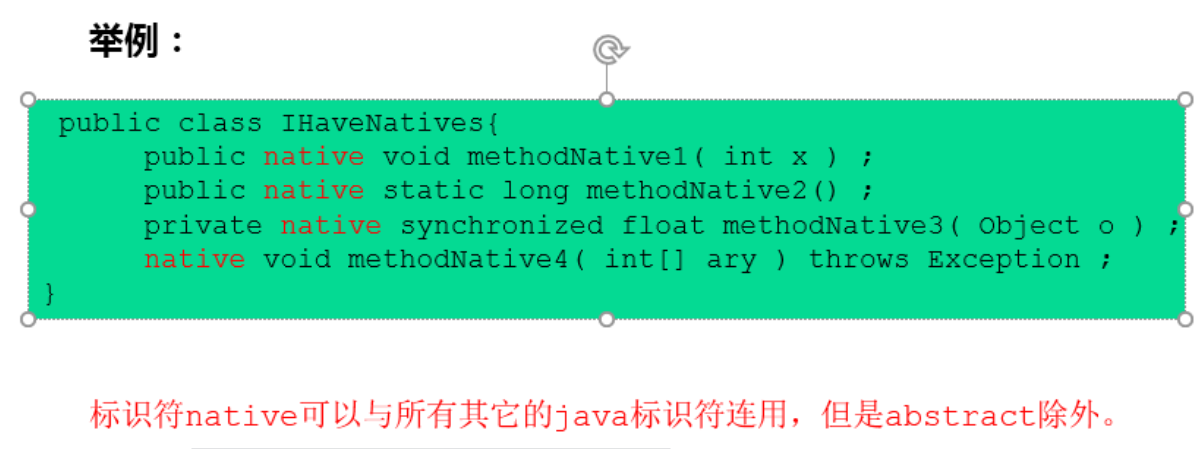 举例：
public class IHaveNatives{
public native void methodNative1( int x ) ;
public native static long methodNative2() ;
private native synchronized float methodNative3( Object o ) ;
native void methodNative4( int[] ary ) throws Exception ;
}
标识符native可以与所有其它的java标识符连用，但是abstract除外。